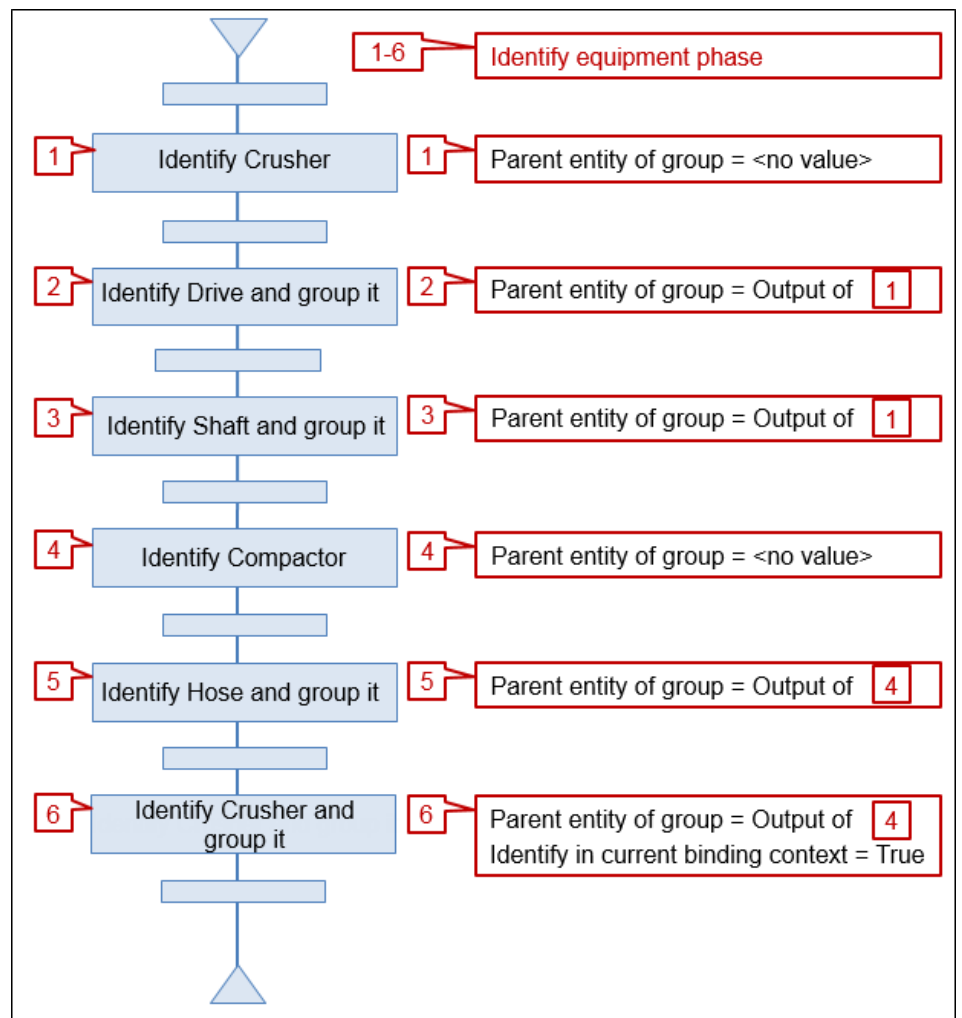 1-6
Identify equipment phase
1
Identify Crusher
1
Parent entity of group = <no value>
2
Identify Drive and group it
2
Parent entity of group = Output of 1
3
Identify Shaft and group it
3
Parent entity of group = Output of 1
4
Identify Compactor
4
Parent entity of group = <no value>
5
Identify Hose and group it
5
Parent entity of group = Output of 4
6
Identify Crusher and
group it
6
Parent entity of group = Output of 4
Identify in current binding context = True